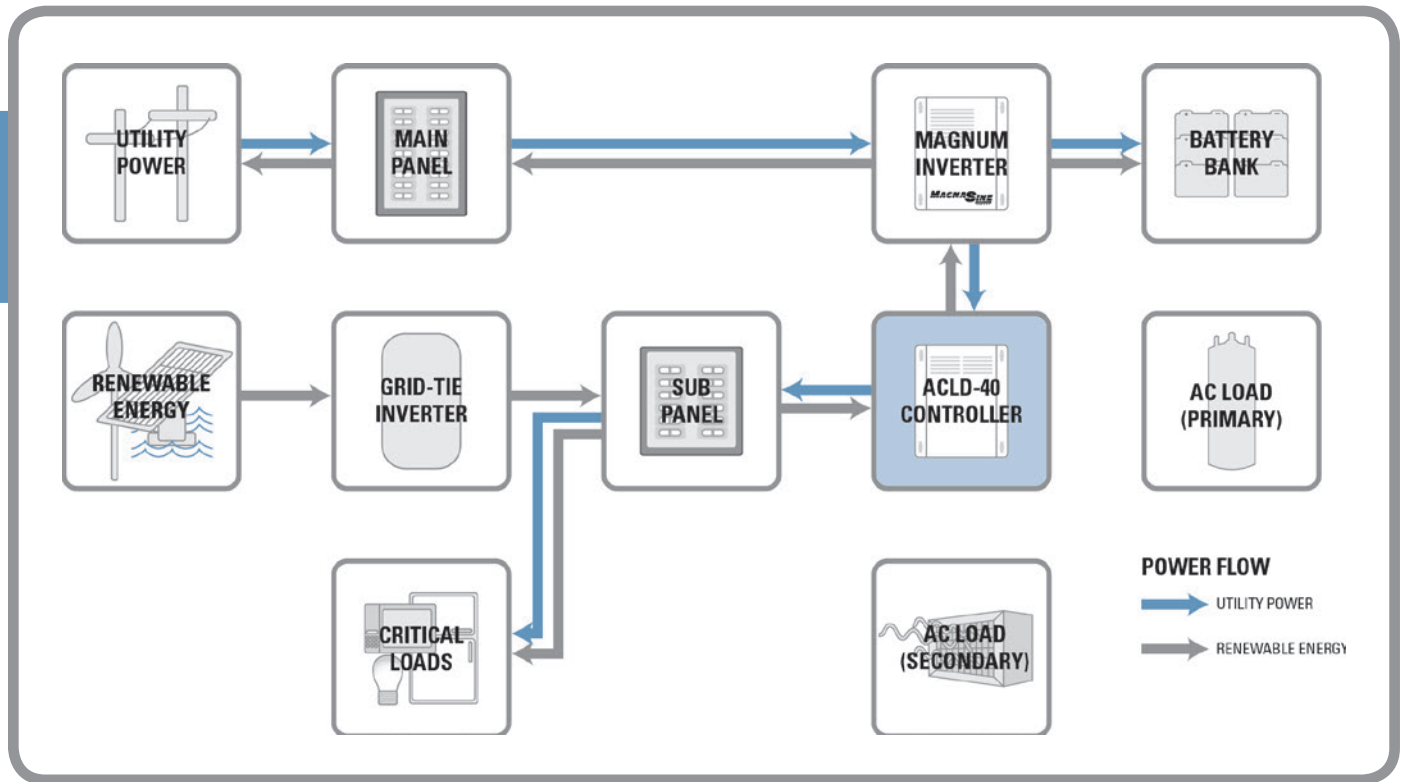 UTILITY
POWER
MAIN
PANEL
MAGNUM
INVERTER
MAGNASINE
BATTERY
BANK
RENEWABLE
ENERGY
GRID-TIE
INVERTER
SUB
PANEL
ACLD-40
CONTROLLER
AC LOAD
(PRIMARY)
CRITICAL
LOADS
AC LOAD
(SECONDARY)
POWER FLOW
UTILITY POWER
RENEWABLE ENERGY